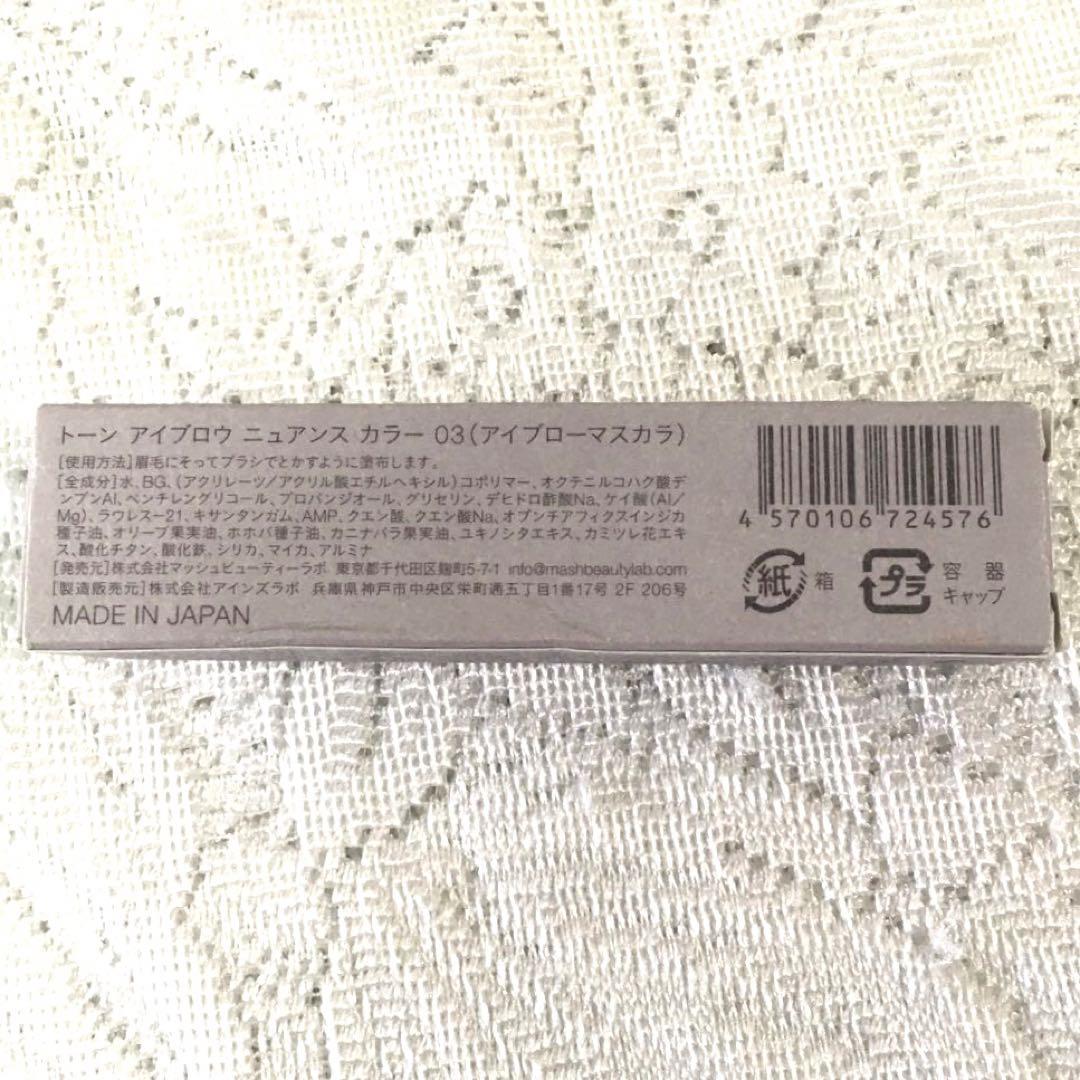 トーン アイブロウ ニュアンス カラー 03(アイブローマスカラ)
[使用方法]眉毛にそってブラシでとかすように塗布します。
[全成分]水、BG、(アクリレーツ/アクリル酸エチルヘキシル)コポリマー、オクテニルコハク酸デ
ンプンAl、ペンチレングリコール、プロパンジオール、グリセリン、デヒドロ酢酸Na、ケイ酸(Al/
Mg)、ラウレス-21、キサンタンガム、AMP、クエン酸、クエン酸Na、オプンチアフィクスインジカ
種子油、オリーブ果実油、ホホバ種子油、カニナバラ果実油、ユキノシタエキス、カミツレ花エキ
ス、酸化チタン、酸化鉄、シリカ、マイカ、アルミナ
[発売元]株式会社マッシュビューティーラボ 東京都千代田区麹町5-7-1 info@mashbeautylab.com
[製造販売元]株式会社アインズラボ 兵庫県神戸市中央区栄町通五丁目1番17号 2F 206号
MADE IN JAPAN
4 570106 724576
紙 箱
プラ 容器
キャップ